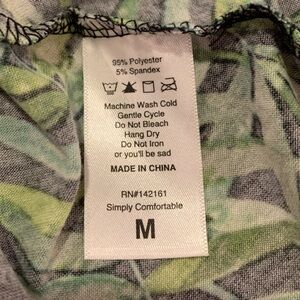 95% Polyester
5% Spandex
Machine Wash Cold
Gentle Cycle
Do Not Bleach
Hang Dry
Do Not Iron
or you'll be sad
MADE IN CHINA
RN#142161
Simply Comfortable
M